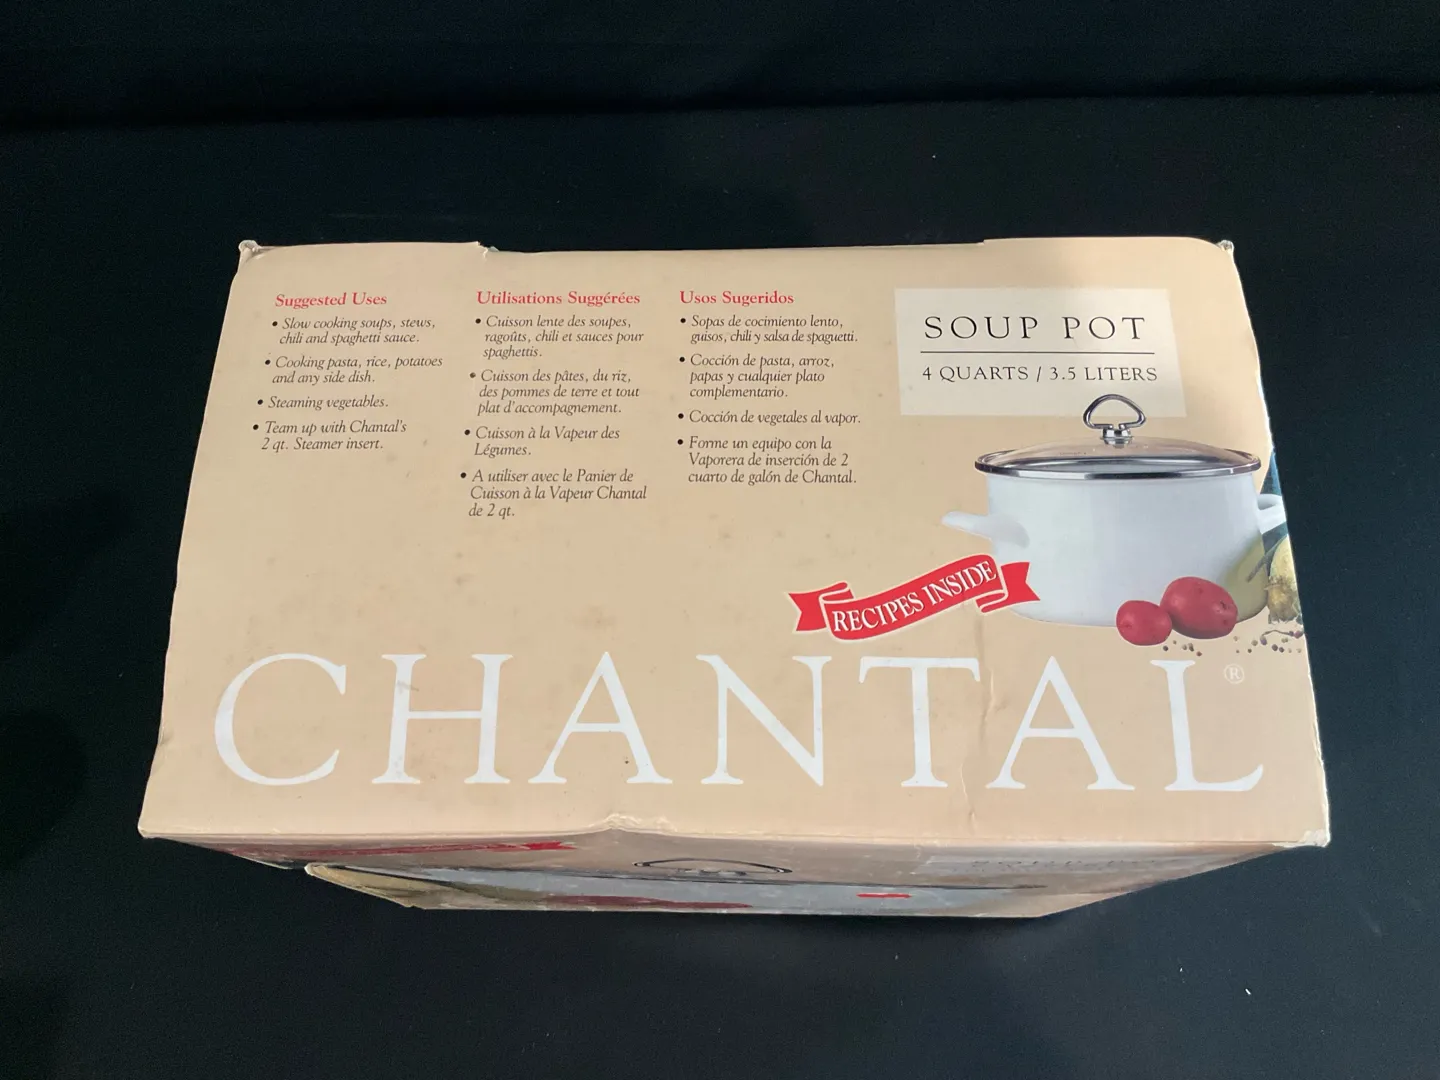 Suggested Uses
• Slow cooking soups, stews,
chili and spaghetti sauce.
• Cooking pasta, rice, potatoes
and any side dish.
• Steaming vegetables.
• Team up with Chantal's
2 qt. Steamer insert.
Utilisations Suggérées
• Cuisson lente des soupes,
ragoûts, chili et sauces pour
spaghettis.
• Cuisson des pâtes, du riz,
des pommes de terre et tout
plat d'accompagnement.
• Cuisson à la Vapeur des
Légumes.
• A utiliser avec le Panier de
Cuisson à la Vapeur Chantal
de 2 qt.
Usos Sugeridos
• Sopas de cocimiento lento,
guisos, chili y salsa de spaguetti.
• Cocción de pasta, arroz,
papas y cualquier plato
complementario.
• Cocción de vegetales al vapor.
• Forme un equipo con la
Vaporera de inserción de 2
cuarto de galón de Chantal.
SOUP POT
4 QUARTS / 3.5 LITERS
RECIPES INSIDE
CHANTAL®